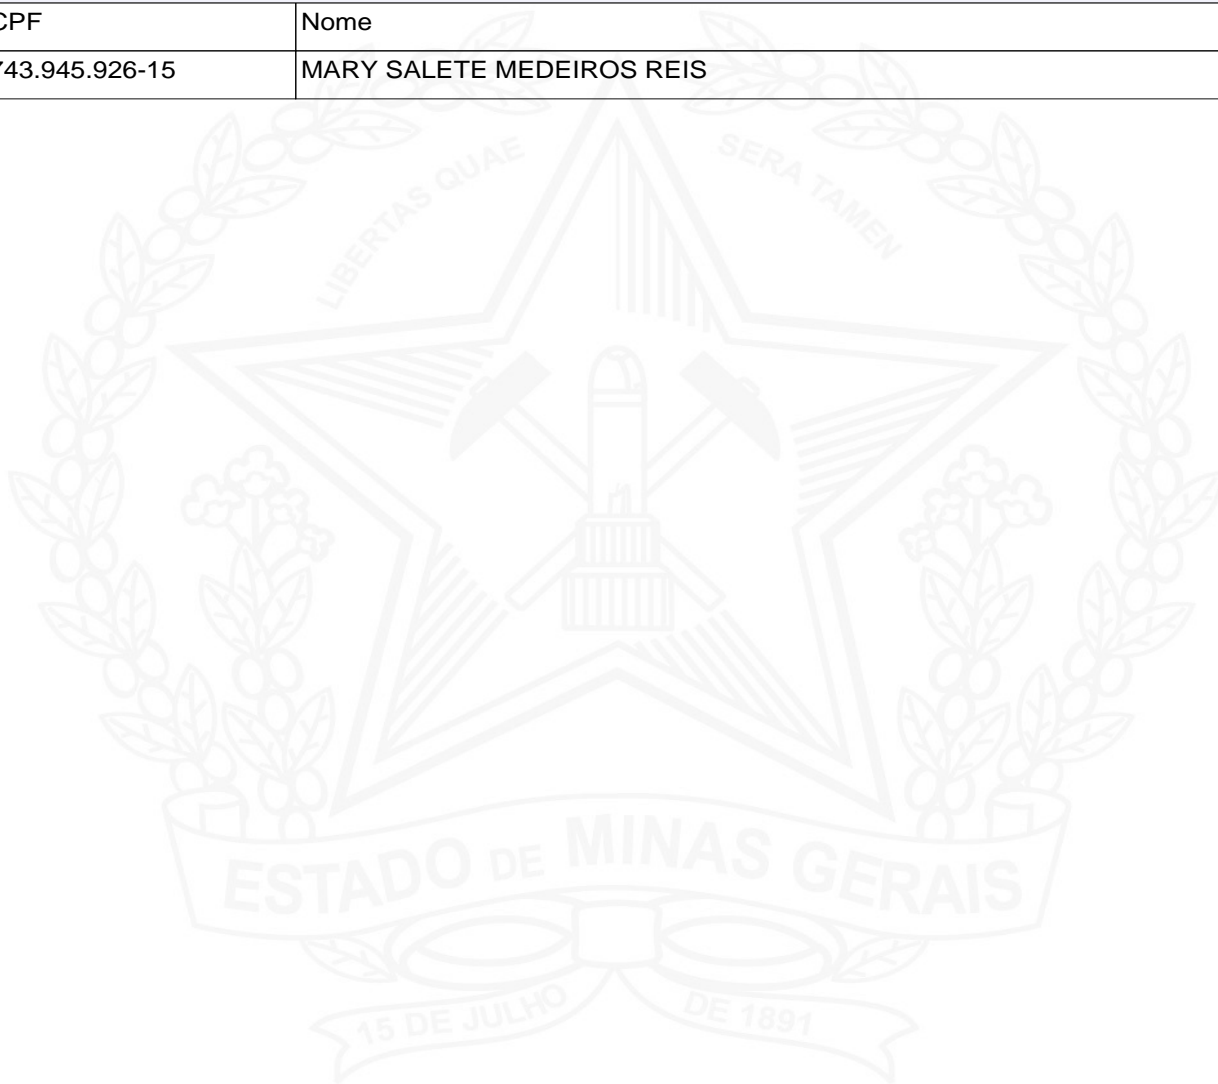 CPF Nome
743.945.926-15 MARY SALETE MEDEIROS REIS
LIBERTAS QUAE SERA TAMEN
ESTADO DE MINAS GERAIS
15 DE JULHO DE 1891